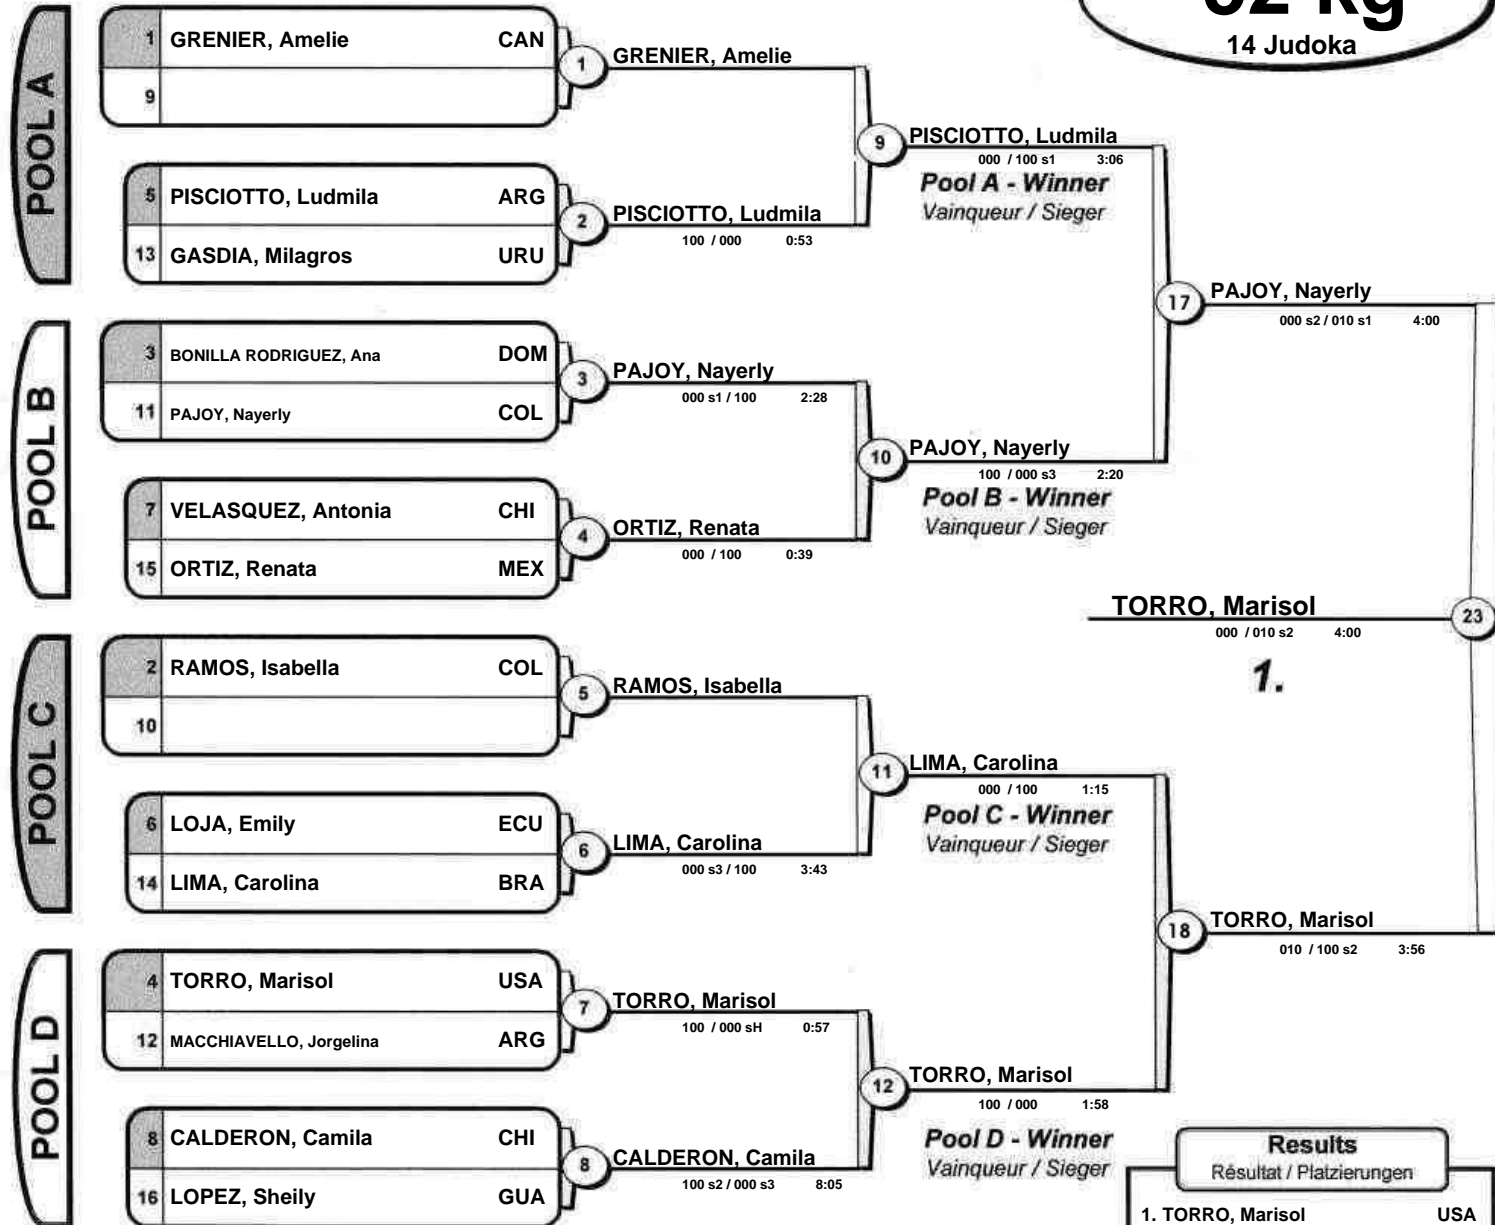 14 Judoka
POOL A
1 GRENIER, Amelie CAN
9
1 GRENIER, Amelie
5 PISCIOTTO, Ludmila ARG
13 GASDIA, Milagros URU
2 PISCIOTTO, Ludmila
100 / 000 0:53
9 PISCIOTTO, Ludmila
000 / 100 s1 3:06
Pool A - Winner
Vainqueur / Sieger
POOL B
3 BONILLA RODRIGUEZ, Ana DOM
11 PAJOY, Nayerly COL
3 PAJOY, Nayerly
000 s1 / 100 2:28
7 VELASQUEZ, Antonia CHI
15 ORTIZ, Renata MEX
4 ORTIZ, Renata
000 / 100 0:39
10 PAJOY, Nayerly
100 / 000 s3 2:20
Pool B - Winner
Vainqueur / Sieger
17 PAJOY, Nayerly
000 s2 / 010 s1 4:00
TORRO, Marisol 23
000 / 010 s2 4:00
1.
POOL C
2 RAMOS, Isabella COL
10
5 RAMOS, Isabella
6 LOJA, Emily ECU
14 LIMA, Carolina BRA
6 LIMA, Carolina
000 s3 / 100 3:43
11 LIMA, Carolina
000 / 100 1:15
Pool C - Winner
Vainqueur / Sieger
18 TORRO, Marisol
010 / 100 s2 3:56
POOL D
4 TORRO, Marisol USA
12 MACCHIAVELLO, Jorgelina ARG
7 TORRO, Marisol
100 / 000 sH 0:57
8 CALDERON, Camila CHI
16 LOPEZ, Sheily GUA
8 CALDERON, Camila
100 s2 / 000 s3 8:05
12 TORRO, Marisol
100 / 000 1:58
Pool D - Winner
Vainqueur / Sieger
Results
Résultat / Platzierungen
1. TORRO, Marisol USA